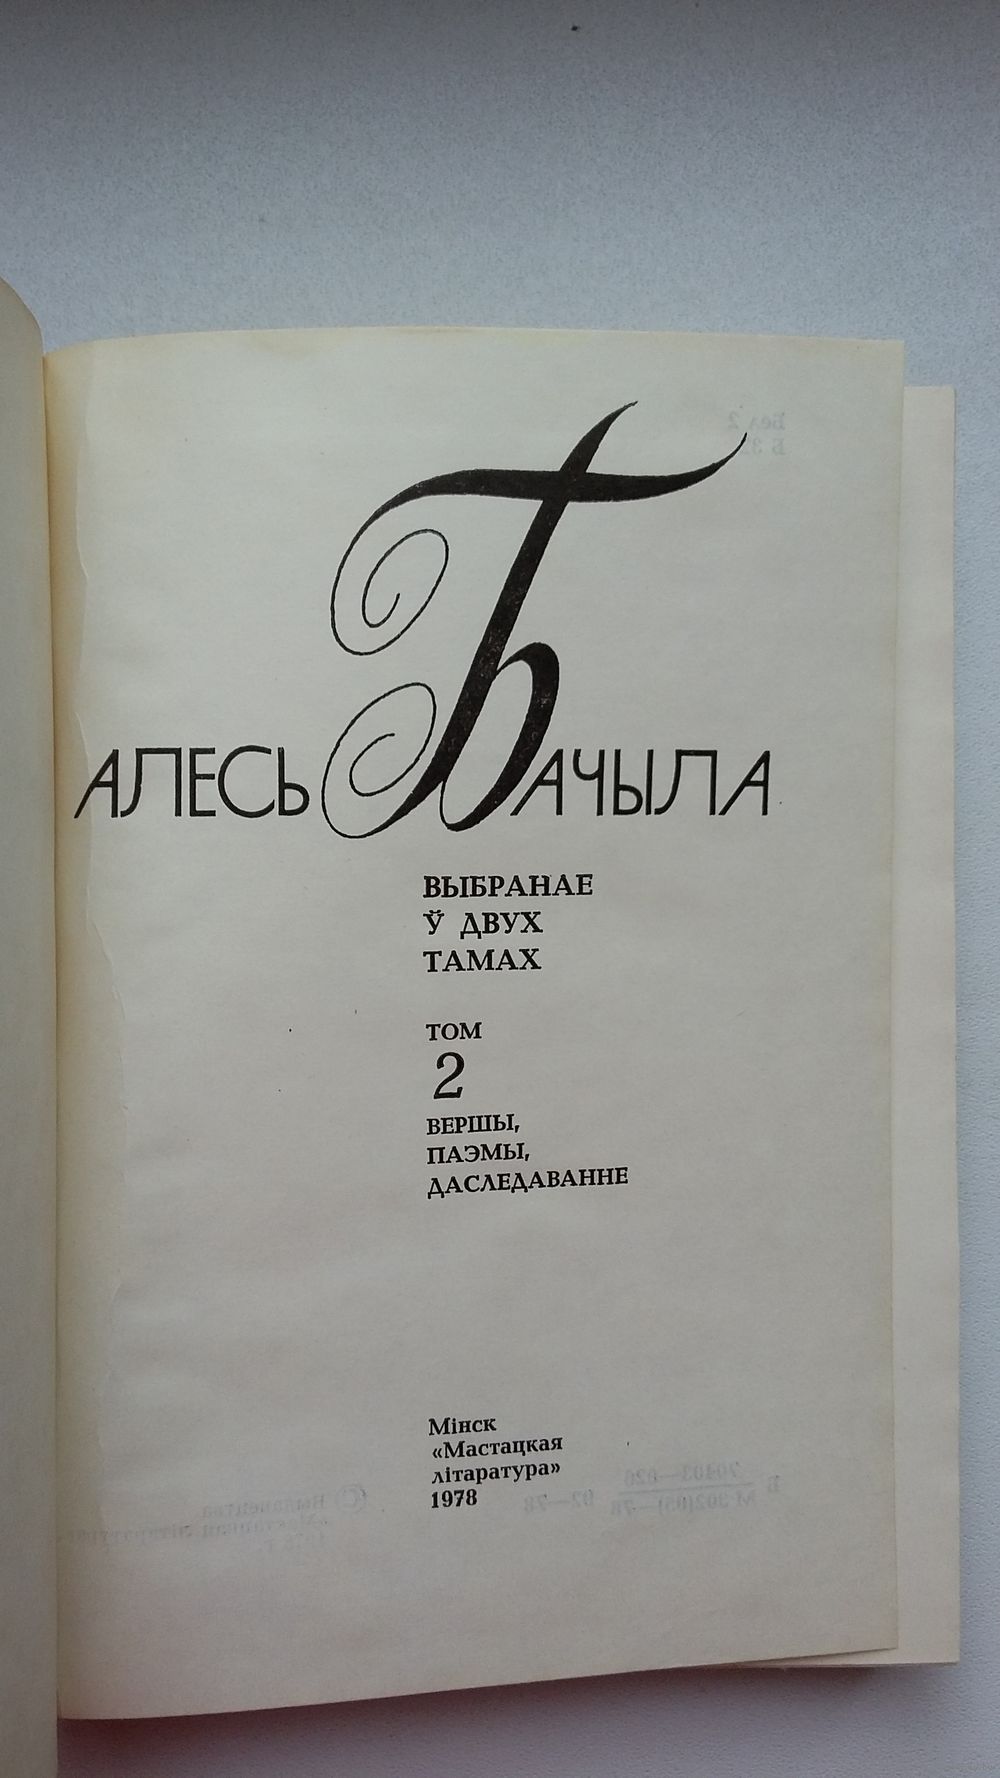 АЛЕСЬ БАЧЫЛА
ВЫБРАНАЕ
Ў ДВУХ
ТАМАХ
ТОМ
2
ВЕРШЫ,
ПАЭМЫ,
ДАСЛЕДАВАННЕ
Мінск
«Мастацкая
літаратура»
1978